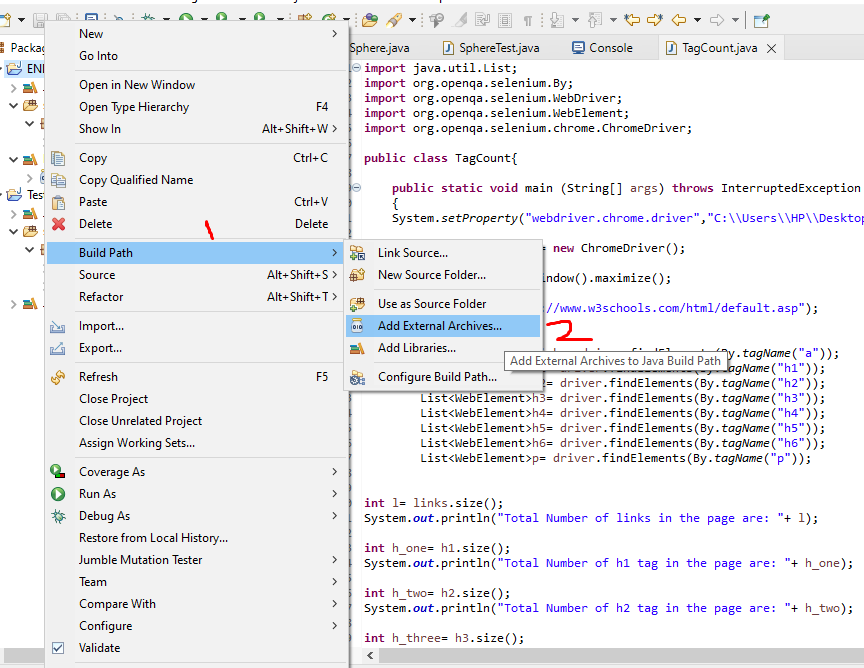 Packag
Sphere.java
SphereTest.java
Console
TagCount.java
EN
Tes
New
Go Into
Open in New Window
Open Type Hierarchy F4
Show In Alt+Shift+W >
Copy Ctrl+C
Copy Qualified Name
Paste Ctrl+V
Delete Delete
Build Path >
Source Alt+Shift+S >
Refactor Alt+Shift+T >
Import...
Export...
Refresh F5
Close Project
Close Unrelated Project
Assign Working Sets...
Coverage As >
Run As >
Debug As >
Restore from Local History...
Jumble Mutation Tester >
Team >
Compare With >
Configure >
Validate
1
Link Source...
New Source Folder...
Use as Source Folder
Add External Archives...
Add Libraries...
Configure Build Path...
2
Add External Archives to Java Build Path
import java.util.List;
import org.openqa.selenium.By;
import org.openqa.selenium.WebDriver;
import org.openqa.selenium.WebElement;
import org.openqa.selenium.chrome.ChromeDriver;
public class TagCount{
public static void main (String[] args) throws InterruptedException
{
System.setProperty("webdriver.chrome.driver","C:\\Users\\HP\\Desktop
new ChromeDriver();
ndow().maximize();
//www.w3schools.com/html/default.asp");
By.tagName("a"));
By.tagName("h1"));
2= driver.findElements(By.tagName("h2"));
List<WebElement>h3= driver.findElements(By.tagName("h3"));
List<WebElement>h4= driver.findElements(By.tagName("h4"));
List<WebElement>h5= driver.findElements(By.tagName("h5"));
List<WebElement>h6= driver.findElements(By.tagName("h6"));
List<WebElement>p= driver.findElements(By.tagName("p"));
int l= links.size();
System.out.println("Total Number of links in the page are: "+ l);
int h_one= h1.size();
System.out.println("Total Number of h1 tag in the page are: "+ h_one);
int h_two= h2.size();
System.out.println("Total Number of h2 tag in the page are: "+ h_two);
int h_three= h3.size();